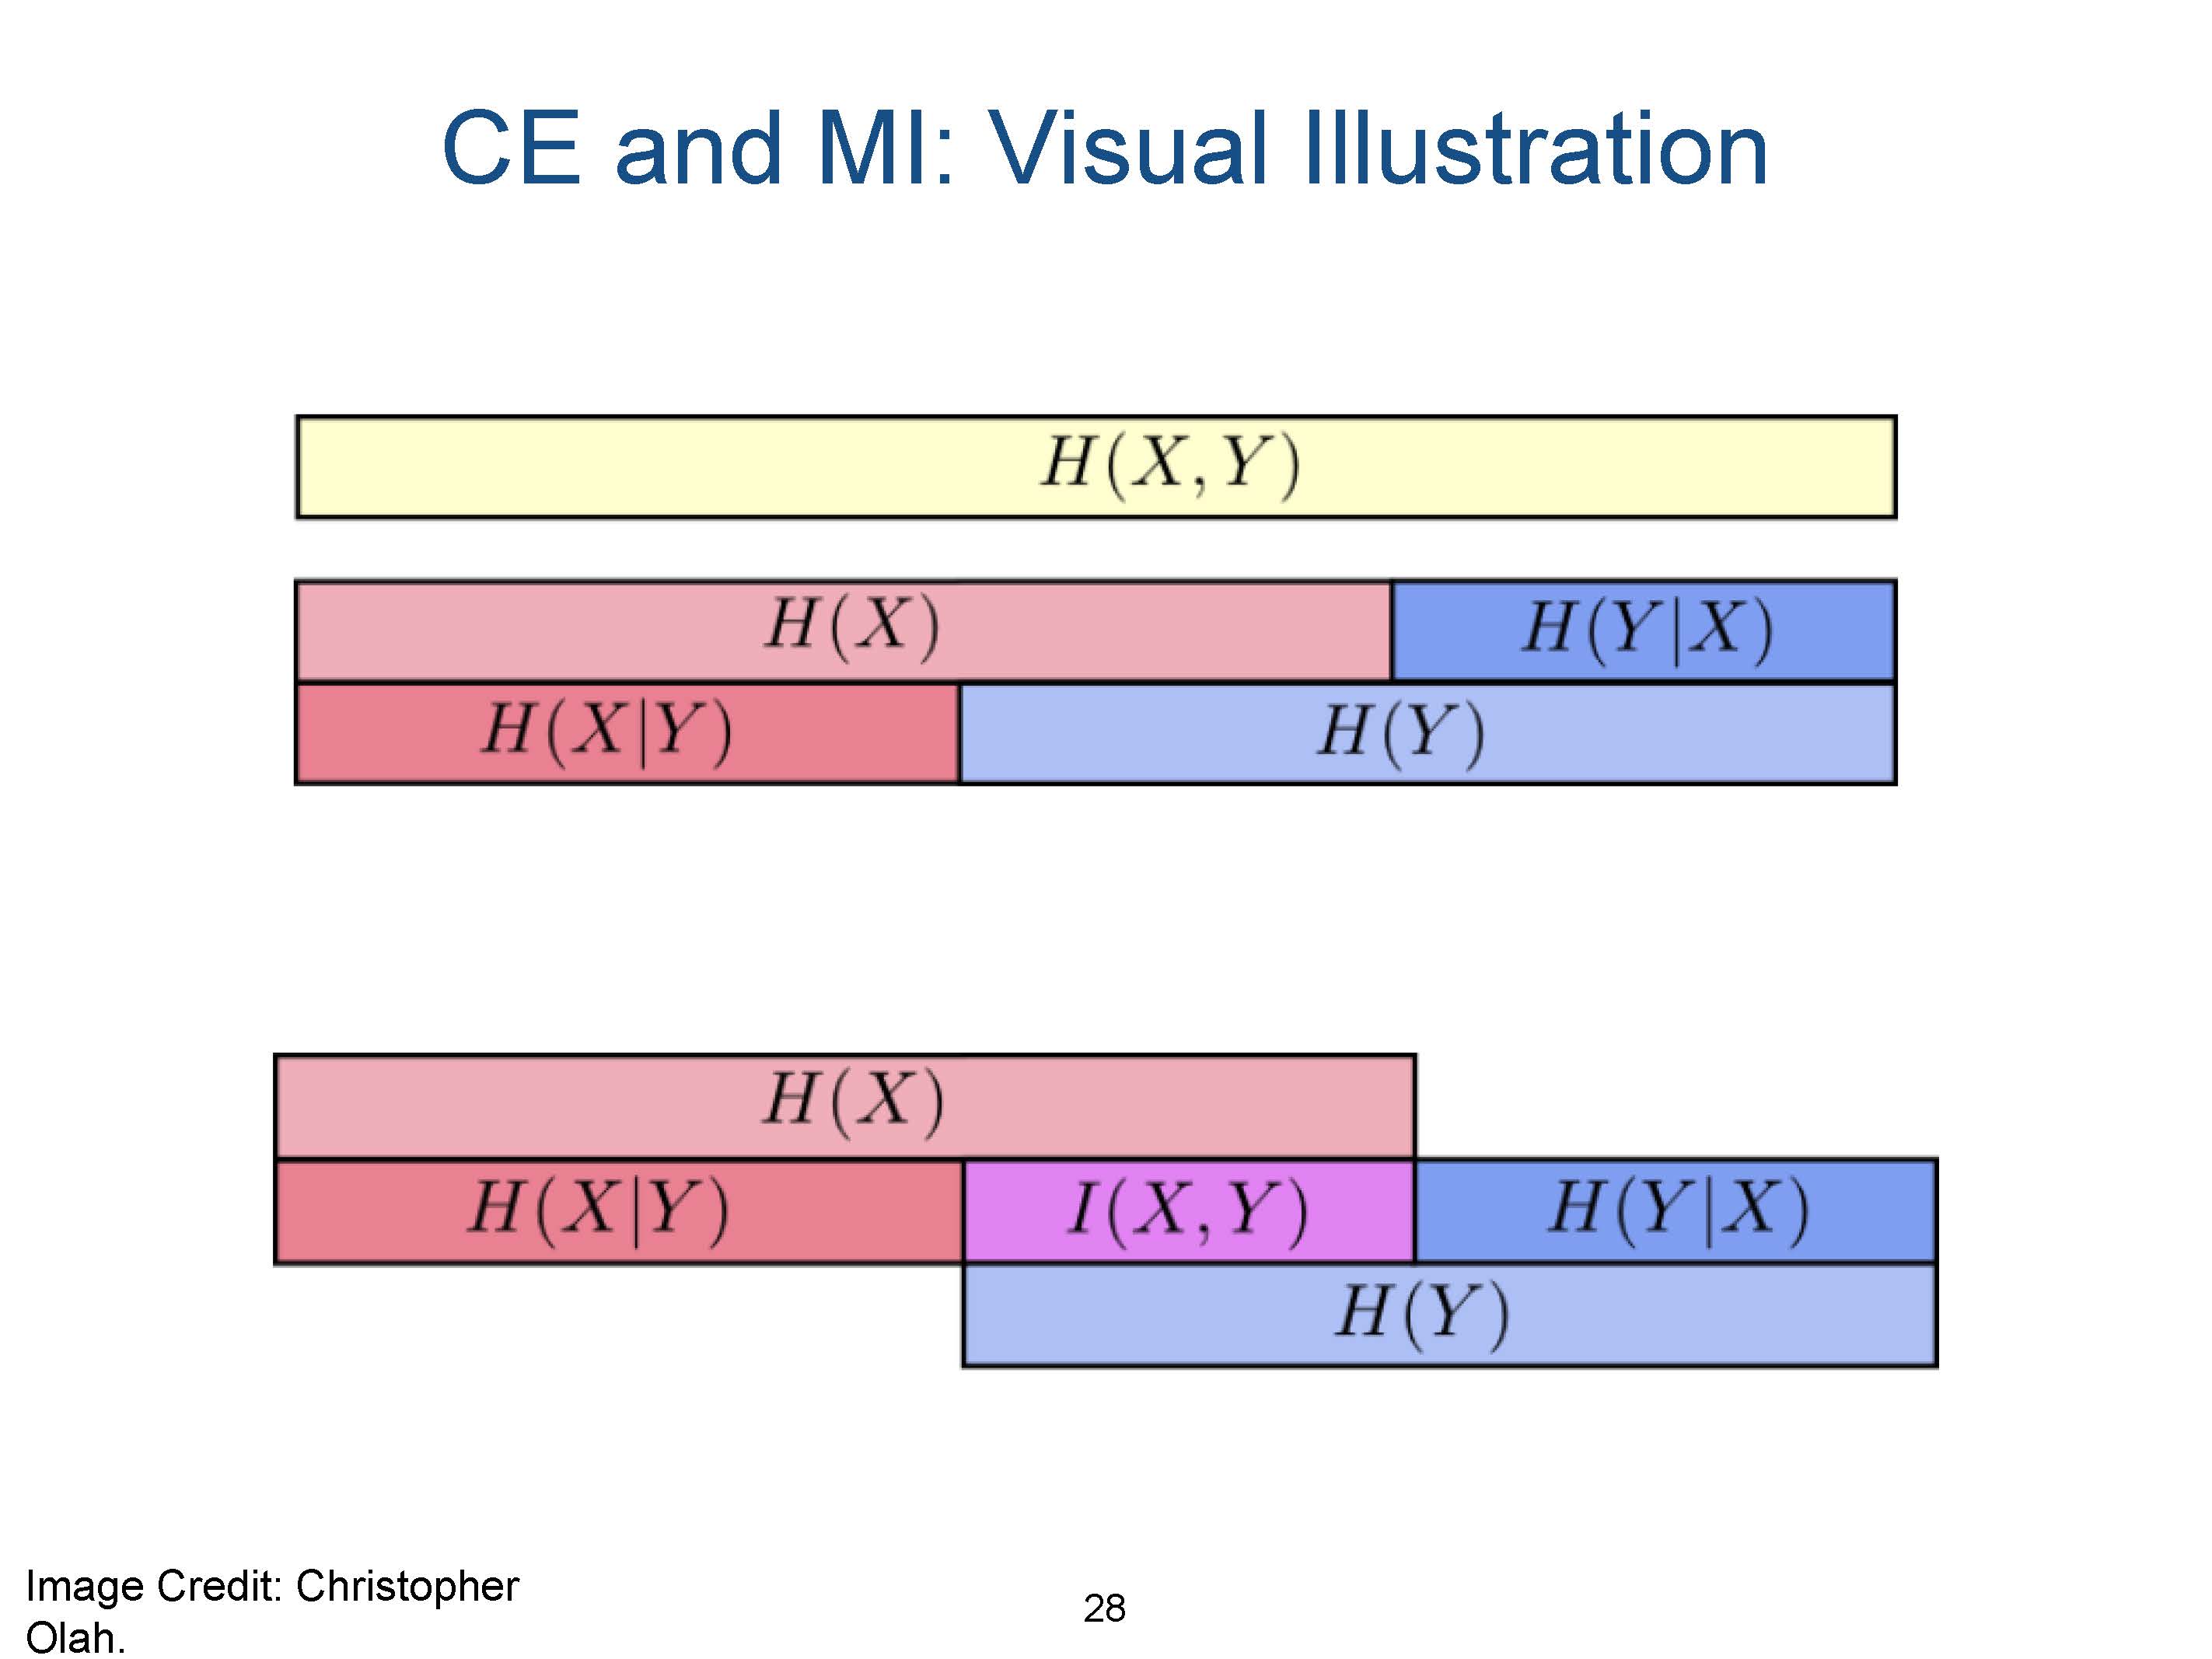 CE and MI: Visual Illustration
H(X, Y)
H(X) H(Y|X)
H(X|Y) H(Y)
H(X)
H(X|Y) I(X, Y) H(Y|X)
H(Y)
Image Credit: Christopher
Olah.
28